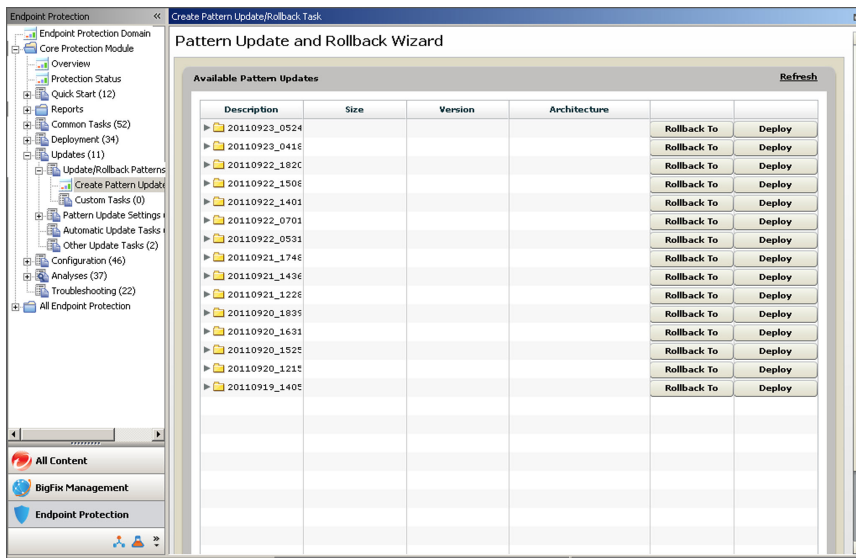 Endpoint Protection
Endpoint Protection Domain
Core Protection Module
Overview
Protection Status
Quick Start (12)
Reports
Common Tasks (52)
Deployment (34)
Updates (11)
Update/Rollback Patterns
Create Pattern Update
Custom Tasks (0)
Pattern Update Settings
Automatic Update Tasks
Other Update Tasks (2)
Configuration (46)
Analyses (37)
Troubleshooting (22)
All Endpoint Protection
All Content
BigFix Management
Endpoint Protection
Create Pattern Update/Rollback Task
Pattern Update and Rollback Wizard
Available Pattern Updates Refresh
Description Size Version Architecture
20110923_0524 Rollback To Deploy
20110923_0418 Rollback To Deploy
20110922_1820 Rollback To Deploy
20110922_1508 Rollback To Deploy
20110922_1401 Rollback To Deploy
20110922_0701 Rollback To Deploy
20110922_0531 Rollback To Deploy
20110921_1748 Rollback To Deploy
20110921_1436 Rollback To Deploy
20110921_1228 Rollback To Deploy
20110920_1839 Rollback To Deploy
20110920_1631 Rollback To Deploy
20110920_1525 Rollback To Deploy
20110920_1215 Rollback To Deploy
20110919_1405 Rollback To Deploy